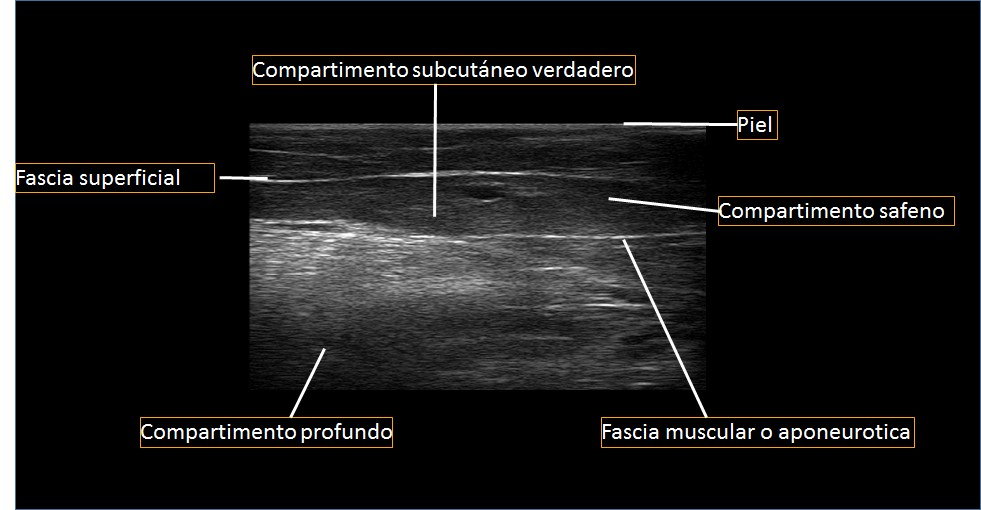 Compartimento subcutáneo verdadero
Piel
Fascia superficial
Compartimento safeno
Compartimento profundo
Fascia muscular o aponeurotica